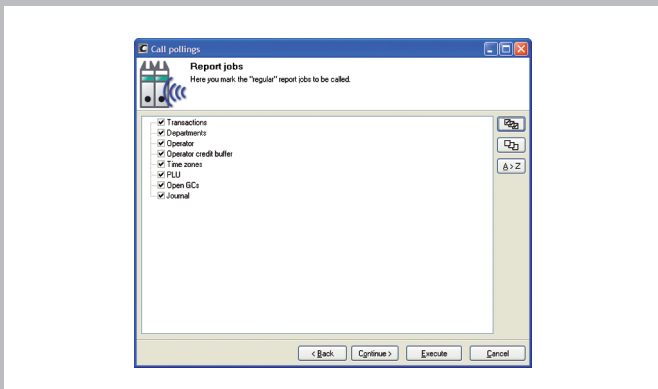 Call pollings
Report jobs
Here you mark the "regular" report jobs to be called.
Transactions
Departments
Operator
Operator credit buffer
Time zones
PLU
Open GCs
Journal
A>Z
< Back
Continue >
Execute
Cancel